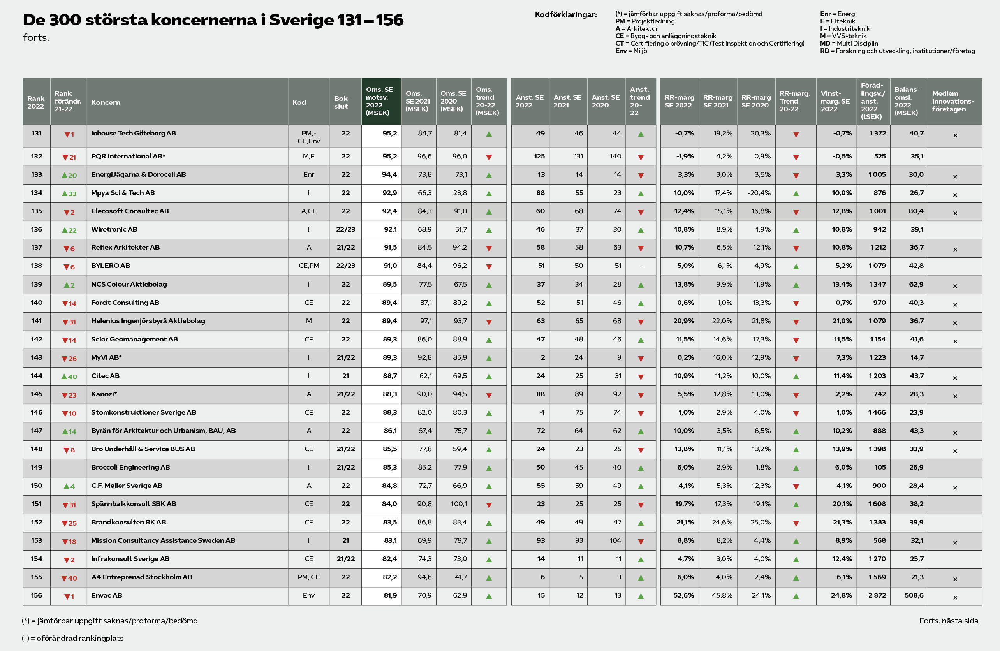 De 300 största koncernerna i Sverige 131 – 156
forts.
Kodförklaringar:
(*) = jämförbar uppgift saknas/proforma/bedömd
PM = Projektledning
A = Arkitektur
CE = Bygg- och anläggningsteknik
CT = Certifiering o prövning/TIC (Test Inspektion och Certifiering)
Env = Miljö
Enr = Energi
E = Elteknik
I = Industriteknik
M = VVS-teknik
MD = Multi Disciplin
RD = Forskning och utveckling, institutioner/företag
Rank 2022 | Rank förändr. 21-22 | Koncern | Kod | Bok-slut | Oms. SE motsv. 2022 (MSEK) | Oms. SE 2021 (MSEK) | Oms. SE 2020 (MSEK) | Oms. trend 20-22 (MSEK) | Anst. SE 2022 | Anst. SE 2021 | Anst. SE 2020 | Anst. trend 20-22 | RR-marg SE 2022 | RR-marg SE 2021 | RR-marg SE 2020 | RR-marg. Trend 20-22 | Vinst-marg. SE 2022 | Föräd-lingsv./ anst. 2022 (tSEK) | Balans-omsl. 2022 (MSEK) | Medlem Innovations-företagen
131 ▼1 Inhouse Tech Göteborg AB PM,-CE,Env 22 95,2 84,7 81,4 ▲ 49 46 44 ▲ -0,7% 19,2% 20,3% ▼ -0,7% 1 372 40,7 ×
132 ▼21 PQR International AB* M,E 22 95,2 96,6 96,0 ▼ 125 131 140 ▼ -1,9% 4,2% 0,9% ▼ -0,5% 525 35,1
133 ▲20 EnergiJägarna & Dorocell AB Enr 22 94,4 73,8 73,1 ▲ 13 14 14 ▼ 3,3% 3,0% 3,6% ▼ 3,3% 1 005 30,0 ×
134 ▲33 Mpya Sci & Tech AB I 22 92,9 66,3 23,8 ▲ 88 55 23 ▲ 10,0% 17,4% -20,4% ▲ 10,0% 876 26,7 ×
135 ▼2 Elecosoft Consultec AB A,CE 22 92,4 84,3 91,0 ▲ 60 68 74 ▼ 12,4% 15,1% 16,8% ▼ 12,8% 1 001 80,4 ×
136 ▲22 Wiretronic AB I 22/23 92,1 68,9 51,7 ▲ 46 37 30 ▲ 10,8% 8,9% 4,9% ▲ 10,8% 942 39,1
137 ▼6 Reflex Arkitekter AB A 21/22 91,5 84,5 94,2 ▼ 58 58 63 ▼ 10,7% 6,5% 12,1% ▼ 10,8% 1 212 36,7 ×
138 ▼6 BYLERO AB CE,PM 22/23 91,0 84,4 96,2 ▼ 51 50 51 - 5,0% 6,1% 4,9% ▲ 5,2% 1 079 42,8
139 ▲2 NCS Colour Aktiebolag I 22 89,5 77,5 67,5 ▲ 37 34 28 ▲ 13,8% 9,9% 11,9% ▲ 13,4% 1 347 62,9 ×
140 ▼14 Forcit Consulting AB CE 22 89,4 87,1 89,2 ▲ 52 51 46 ▲ 0,6% 1,0% 13,3% ▼ 0,7% 970 40,3 ×
141 ▼31 Helenius Ingenjörsbyrå Aktiebolag M 22 89,4 97,1 93,7 ▼ 63 65 68 ▼ 20,9% 22,0% 21,8% ▼ 21,0% 1 079 36,7 ×
142 ▼14 Scior Geomanagement AB CE 22 89,3 86,0 88,9 ▲ 47 48 46 ▲ 11,5% 14,6% 17,3% ▼ 11,5% 1 154 41,6 ×
143 ▼26 MyVi AB* I 21/22 89,3 92,8 85,9 ▲ 2 24 9 ▼ 0,2% 16,0% 12,9% ▼ 7,3% 1 223 14,7
144 ▲40 Citec AB I 21 88,7 62,1 69,5 ▲ 24 25 31 ▼ 10,9% 11,2% 10,0% ▲ 11,4% 1 203 43,7 ×
145 ▼23 Kanozi* A 21/22 88,3 90,0 94,5 ▼ 88 89 92 ▼ 5,5% 12,8% 13,0% ▼ 2,2% 742 28,3 ×
146 ▼10 Stomkonstruktioner Sverige AB CE 22 88,3 82,0 80,3 ▲ 4 75 74 ▼ 1,0% 2,9% 4,0% ▼ 1,0% 1 466 23,9
147 ▲14 Byrån för Arkitektur och Urbanism, BAU, AB A 22 86,1 67,4 75,7 ▲ 72 64 62 ▲ 10,0% 3,5% 6,5% ▲ 10,2% 888 43,3 ×
148 ▼8 Bro Underhåll & Service BUS AB CE 21/22 85,5 77,8 59,4 ▲ 24 23 25 ▼ 13,8% 11,1% 13,2% ▲ 13,9% 1 398 33,9 ×
149 Broccoli Engineering AB I 21/22 85,3 85,2 77,9 ▲ 50 45 40 ▲ 6,0% 2,9% 1,8% ▲ 6,0% 105 26,9
150 ▲4 C.F. Møller Sverige AB A 22 84,8 72,7 66,9 ▲ 55 59 49 ▲ 4,1% 5,3% 12,3% ▼ 4,1% 900 28,4 ×
151 ▼31 Spännbalkkonsult SBK AB CE 22 84,0 90,8 100,1 ▼ 23 25 25 ▼ 19,7% 17,3% 19,1% ▲ 20,1% 1 608 38,2
152 ▼25 Brandkonsulten BK AB CE 22 83,5 86,8 83,4 ▲ 49 49 47 ▲ 21,1% 24,6% 25,0% ▼ 21,3% 1 383 39,9
153 ▼18 Mission Consultancy Assistance Sweden AB I 21 83,1 69,9 79,7 ▲ 93 93 104 ▼ 8,8% 8,2% 4,4% ▲ 8,9% 568 32,1 ×
154 ▼2 Infrakonsult Sverige AB CE 21/22 82,4 74,3 73,0 ▲ 14 11 11 ▲ 4,7% 3,0% 4,0% ▲ 12,4% 1 270 25,7
155 ▼40 A4 Entreprenad Stockholm AB PM, CE 22 82,2 94,6 41,7 ▲ 6 5 3 ▲ 6,0% 4,0% 2,4% ▲ 6,1% 1 569 21,3 ×
156 ▼1 Envac AB Env 22 81,9 70,9 62,9 ▲ 15 12 13 ▲ 52,6% 45,8% 24,1% ▲ 24,8% 2 872 508,6 ×
(*) = jämförbar uppgift saknas/proforma/bedömd
Forts. nästa sida
(-) = oförändrad rankingplats